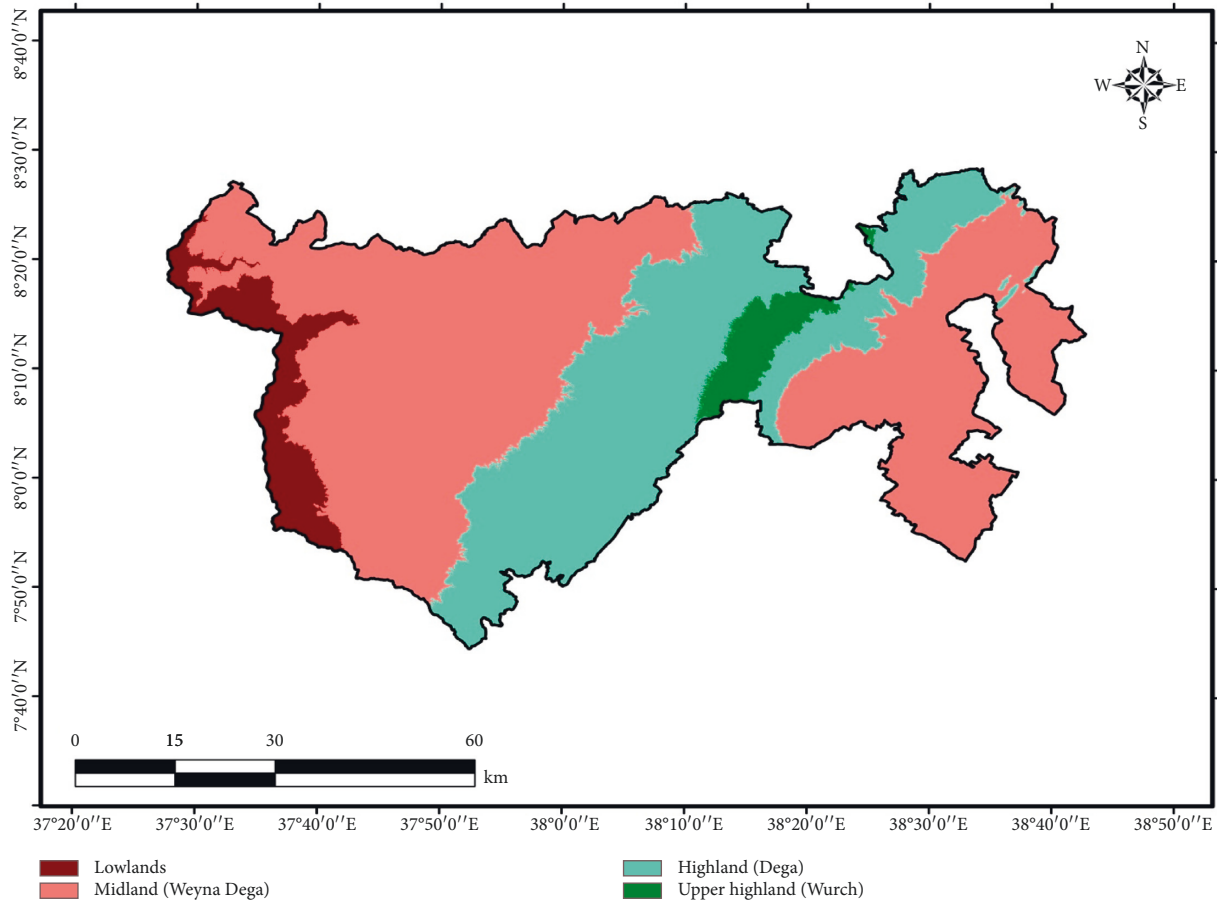 N
W E
S
8°40′0″N
8°30′0″N
8°20′0″N
8°10′0″N
8°0′0″N
7°50′0″N
7°40′0″N
0 15 30 60
km
37°20′0″E 37°30′0″E 37°40′0″E 37°50′0″E 38°0′0″E 38°10′0″E 38°20′0″E 38°30′0″E 38°40′0″E 38°50′0″E
Lowlands
Midland (Weyna Dega)
Highland (Dega)
Upper highland (Wurch)